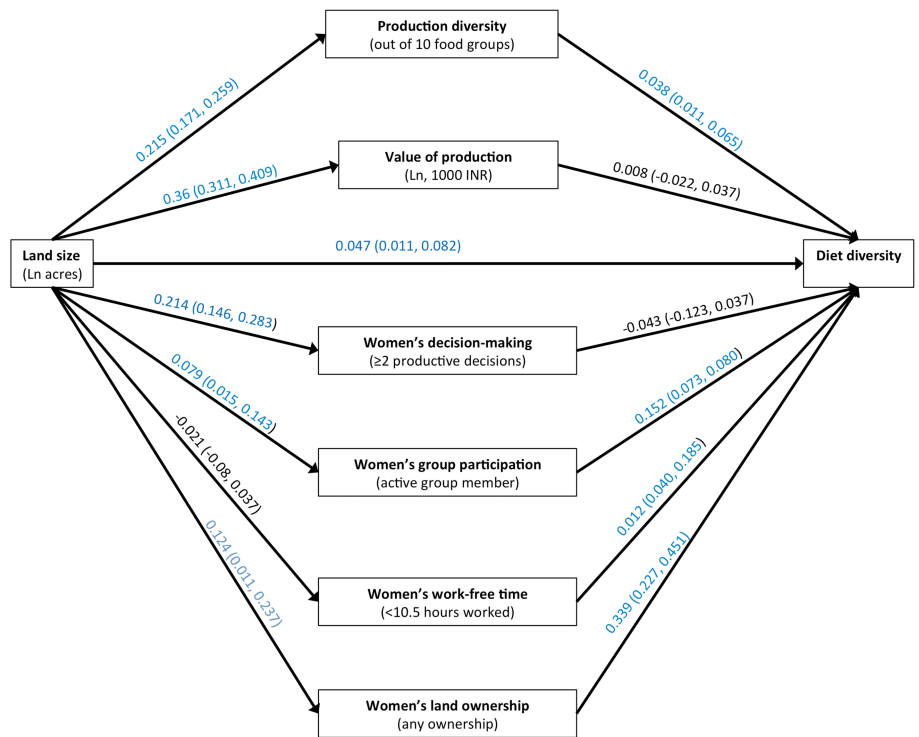 Production diversity
(out of 10 food groups)
0.215 (0.171, 0.259)
0.038 (0.011, 0.065)
Value of production
(Ln, 1000 INR)
0.36 (0.311, 0.409)
0.008 (-0.022, 0.037)
Land size
(Ln acres)
0.047 (0.011, 0.082)
Diet diversity
0.214 (0.146, 0.283)
-0.043 (-0.123, 0.037)
Women's decision-making
(≥2 productive decisions)
0.079 (0.015, 0.143)
0.152 (0.073, 0.080)
Women's group participation
(active group member)
-0.021 (-0.08, 0.037)
0.012 (0.040, 0.185)
Women's work-free time
(<10.5 hours worked)
0.124 (0.011, 0.237)
0.339 (0.227, 0.451)
Women's land ownership
(any ownership)